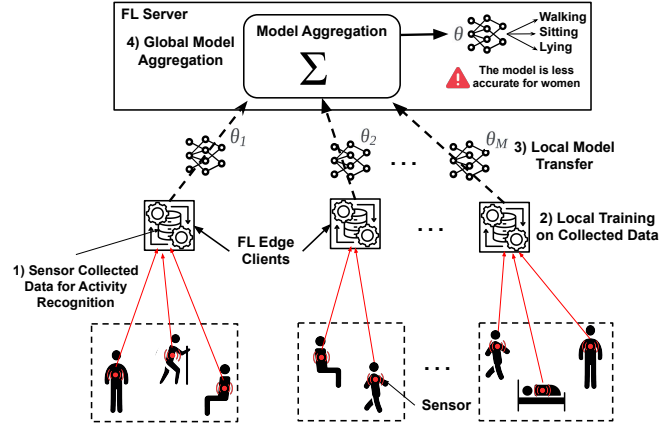 FL Server
4) Global Model
Aggregation
Model Aggregation
Σ
θ
Walking
Sitting
Lying
The model is less
accurate for women
θ1
θ2
...
θM
3) Local Model
Transfer
...
FL Edge
Clients
...
2) Local Training
on Collected Data
1) Sensor Collected
Data for Activity
Recognition
...
Sensor